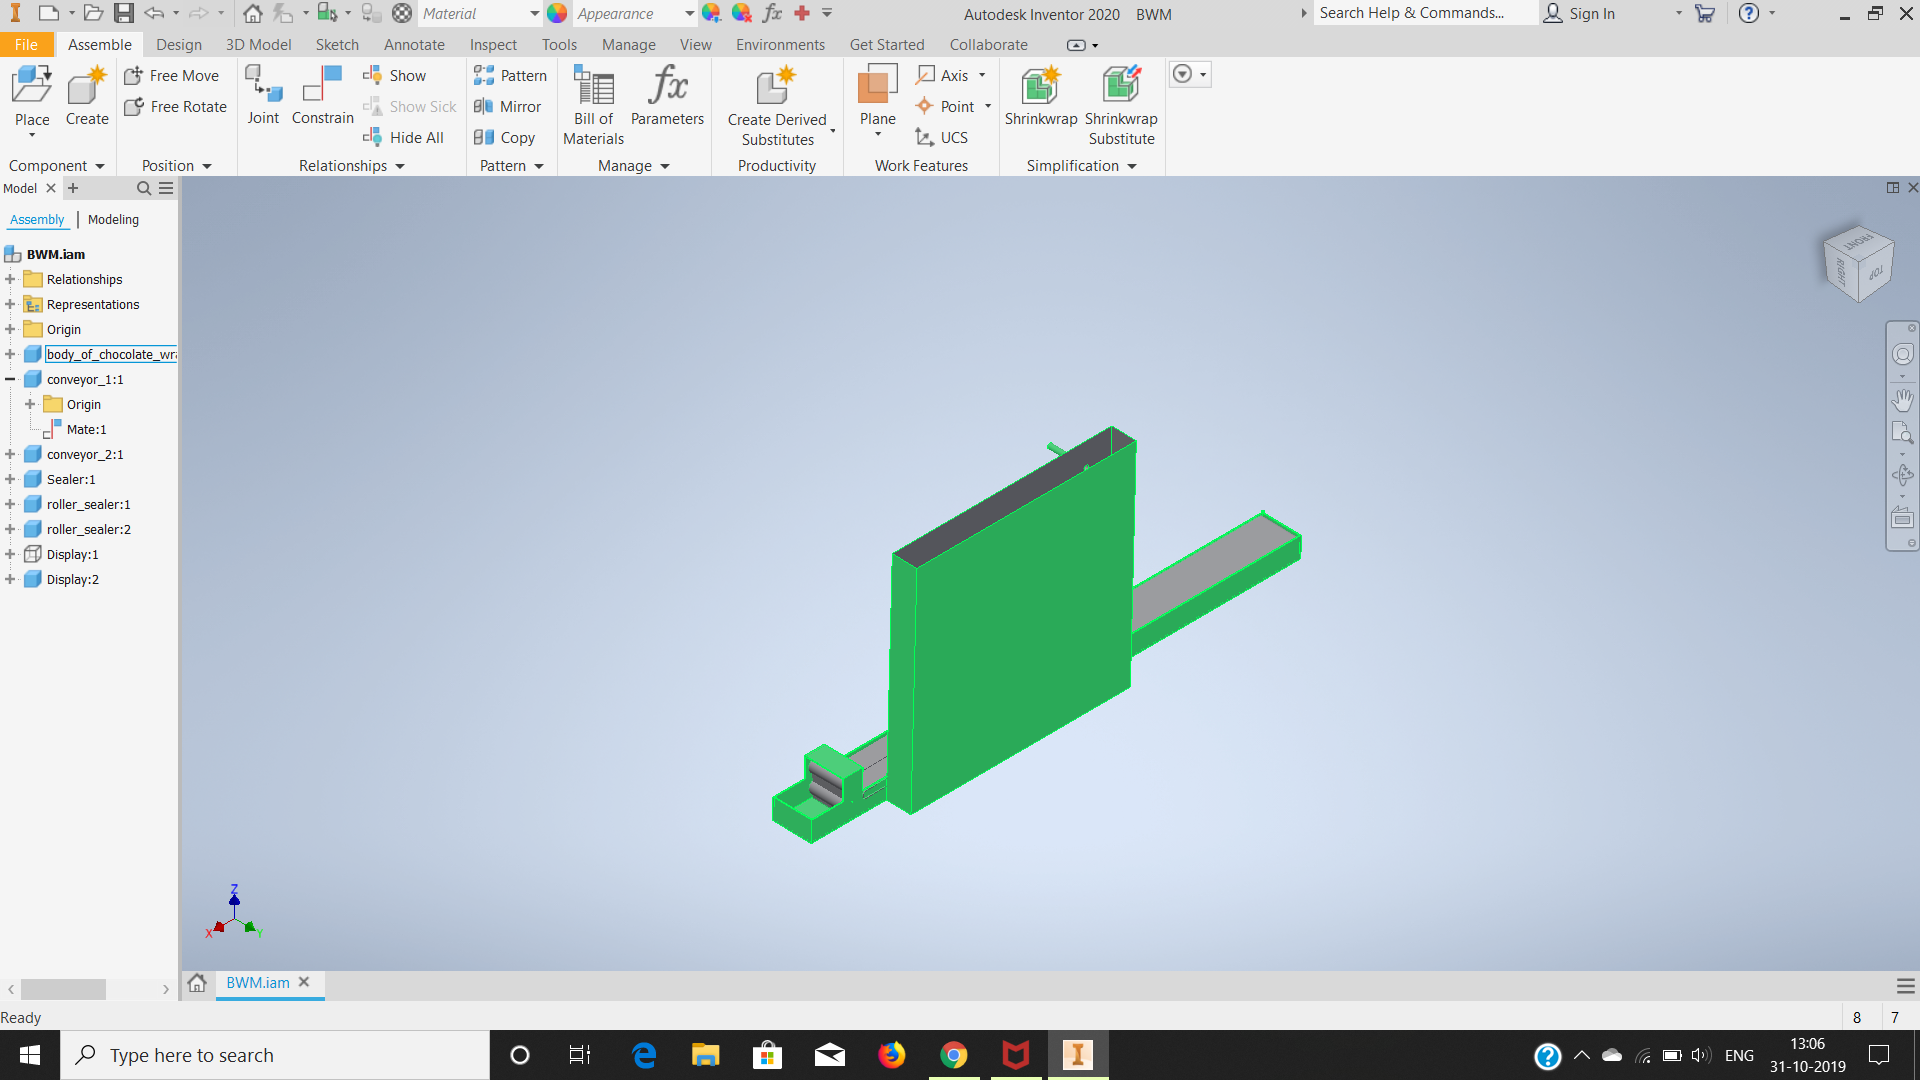 Material
Appearance
Autodesk Inventor 2020 BWM
Search Help & Commands...
Sign In
File Assemble Design 3D Model Sketch Annotate Inspect Tools Manage View Environments Get Started Collaborate
Place
Create
Component
Free Move
Free Rotate
Position
Joint
Constrain
Show
Show Sick
Hide All
Relationships
Pattern
Mirror
Copy
Pattern
Bill of
Materials
fx
Parameters
Manage
Create Derived
Substitutes
Productivity
Plane
Axis
Point
UCS
Work Features
Shrinkwrap
Shrinkwrap
Substitute
Simplification
Model
Assembly | Modeling
BWM.iam
Relationships
Representations
Origin
body_of_chocolate_wr
conveyor_1:1
Origin
Mate:1
conveyor_2:1
Sealer:1
roller_sealer:1
roller_sealer:2
Display:1
Display:2
FRONT
RIGHT
TOP
Z
X
Y
BWM.iam
Ready
8 7
Type here to search
ENG
13:06
31-10-2019